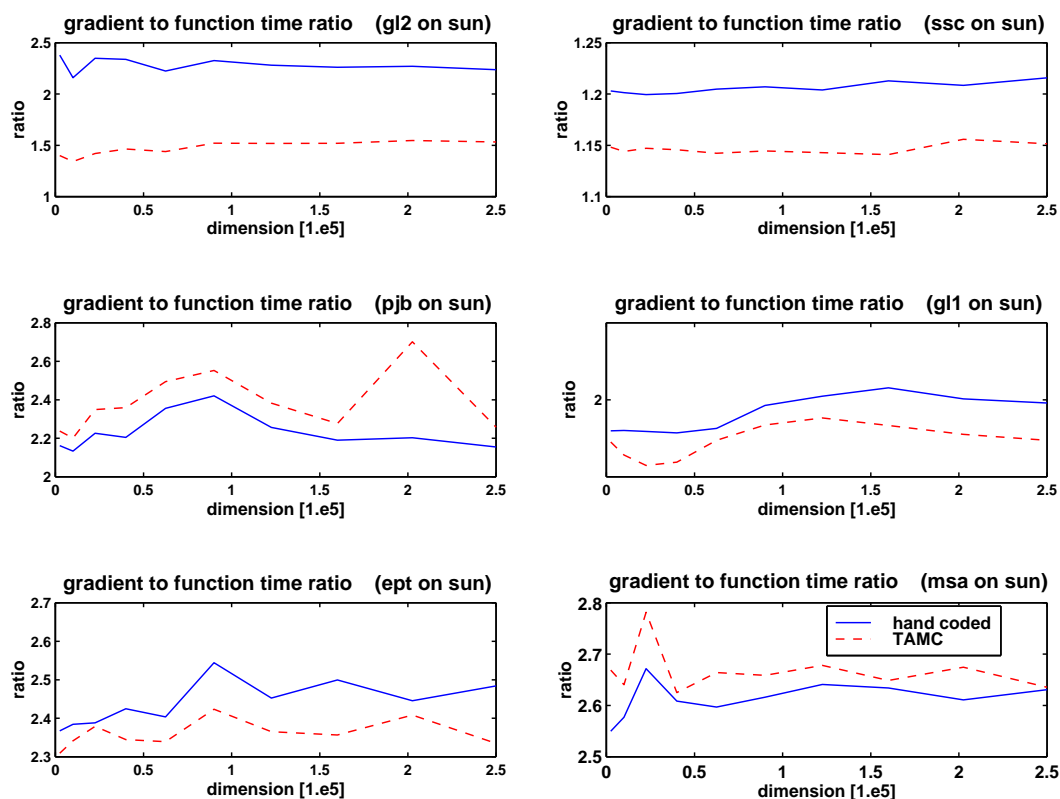 gradient to function time ratio (gl2 on sun)
2.5
2
1.5
1
ratio
0 0.5 1 1.5 2 2.5
dimension [1.e5]
gradient to function time ratio (ssc on sun)
1.25
1.2
1.15
1.1
ratio
0 0.5 1 1.5 2 2.5
dimension [1.e5]
gradient to function time ratio (pjb on sun)
2.8
2.6
2.4
2.2
2
ratio
0 0.5 1 1.5 2 2.5
dimension [1.e5]
gradient to function time ratio (gl1 on sun)
2
ratio
0 0.5 1 1.5 2 2.5
dimension [1.e5]
gradient to function time ratio (ept on sun)
2.7
2.6
2.5
2.4
2.3
ratio
0 0.5 1 1.5 2 2.5
dimension [1.e5]
gradient to function time ratio (msa on sun)
2.8
2.7
2.6
2.5
ratio
hand coded
TAMC
0 0.5 1 1.5 2 2.5
dimension [1.e5]